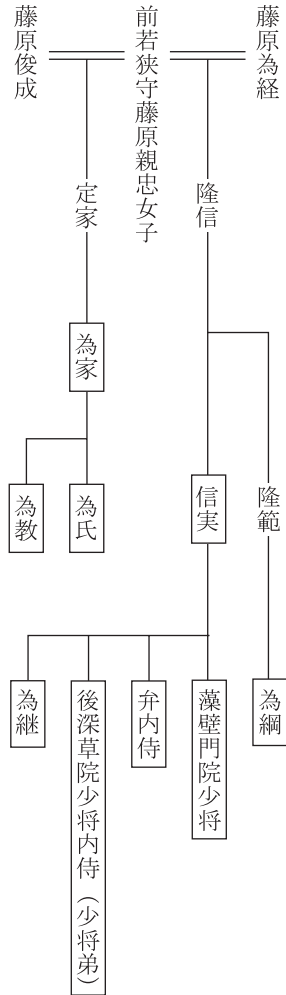 藤原為経
前若狭守藤原親忠女子
藤原俊成
隆信
定家
隆範
信実
為家
為氏
為教
為綱
藻壁門院少将
弁内侍
後深草院少将内侍（少将弟）
為継